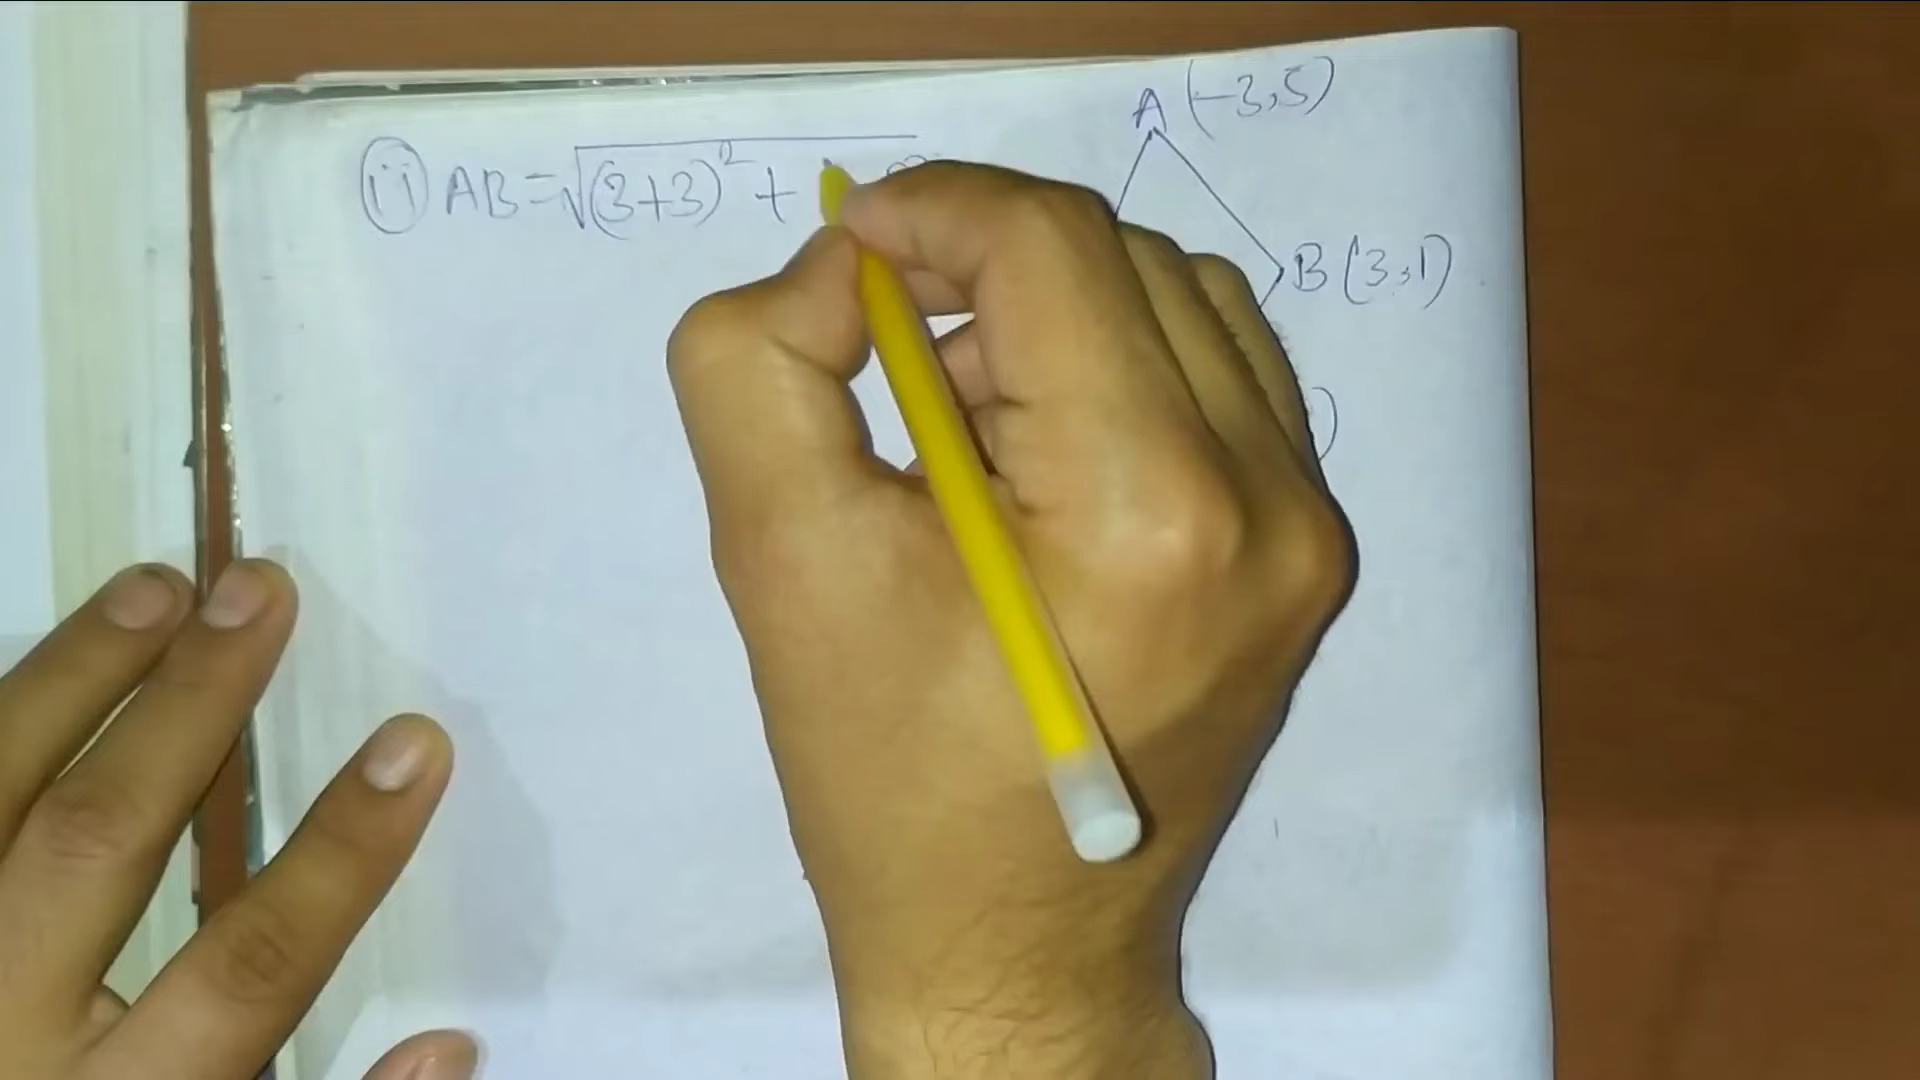 (ii) AB = √(3+3)² +
A (-3,5)
B (3,1)
)